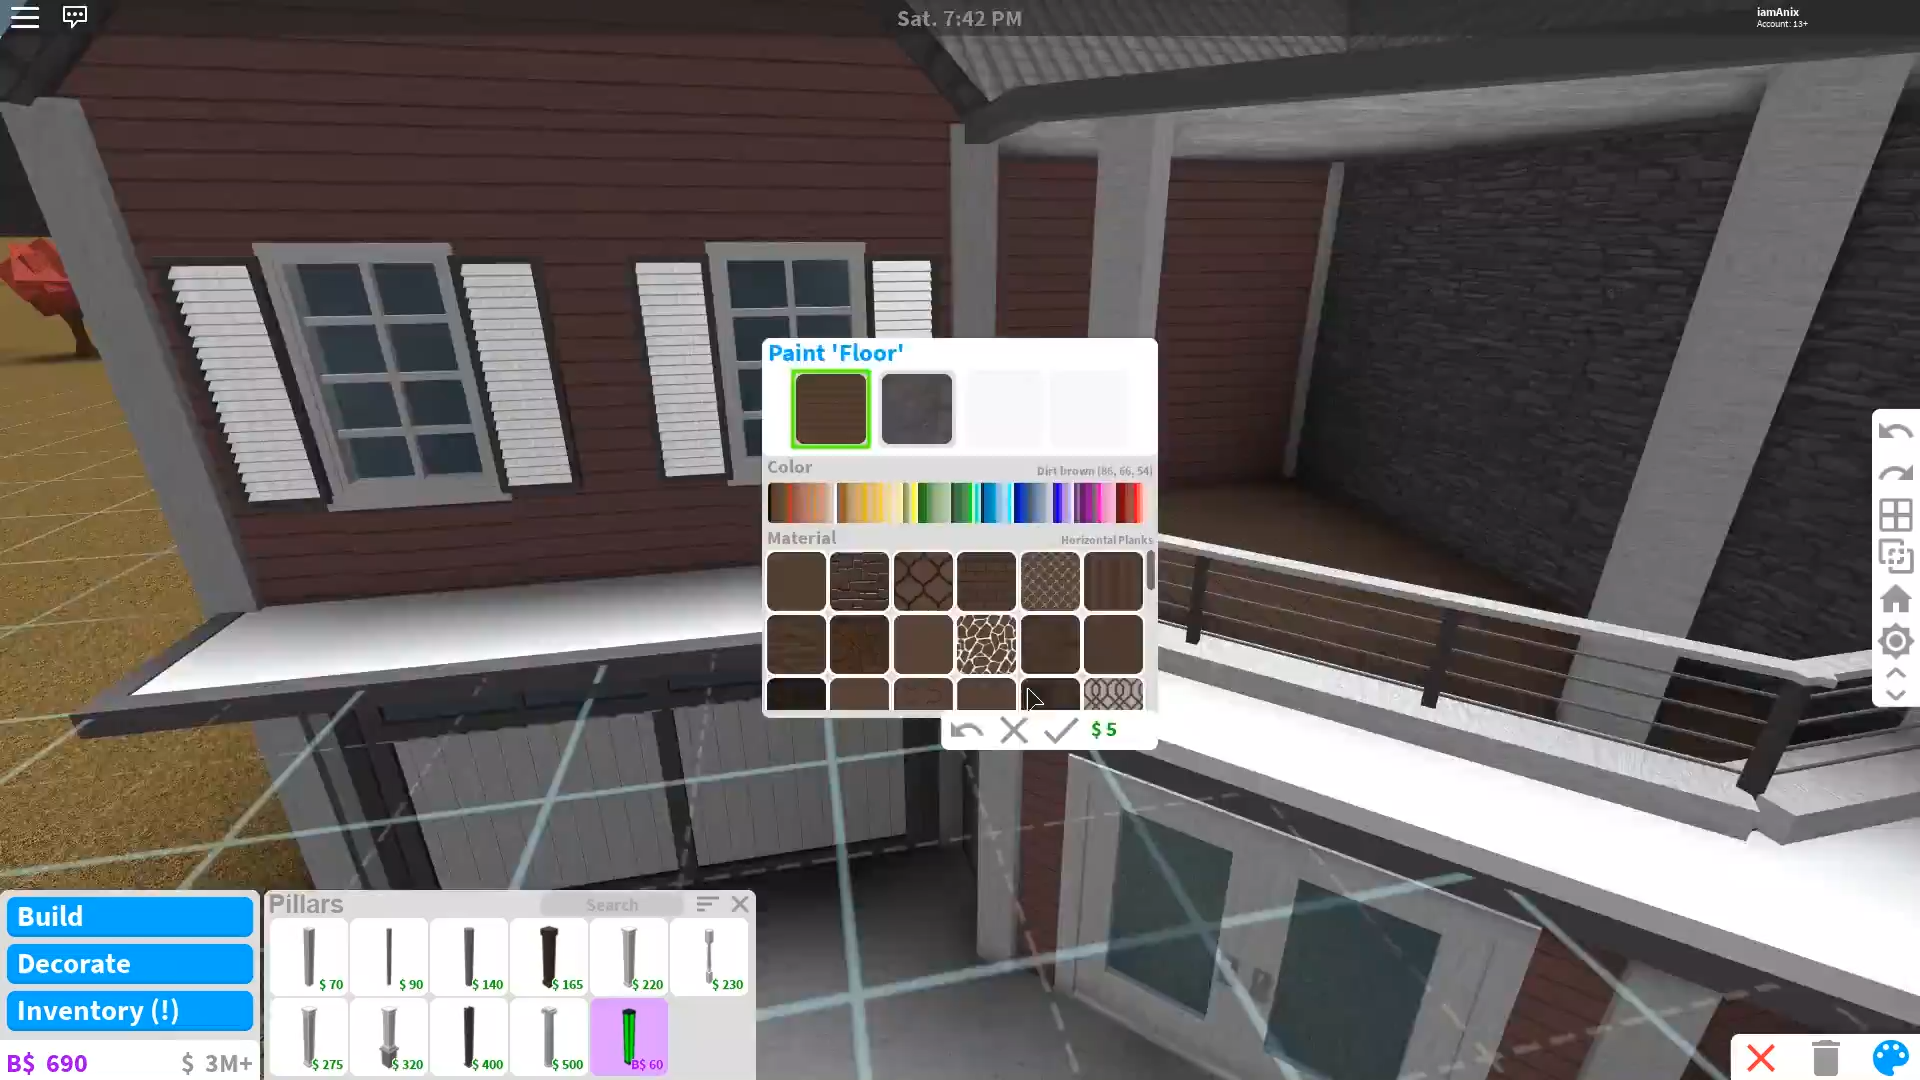 Sat. 7:42 PM
iamAnix
Account: 13+
Paint 'Floor'
Color
Dirt brown (86, 66, 54)
Material
Horizontal Planks
$ 5
Build
Decorate
Inventory (!)
B$ 690
$ 3M+
Pillars
Search
$ 70
$ 90
$ 140
$ 165
$ 220
$ 230
$ 275
$ 320
$ 400
$ 500
B$ 60